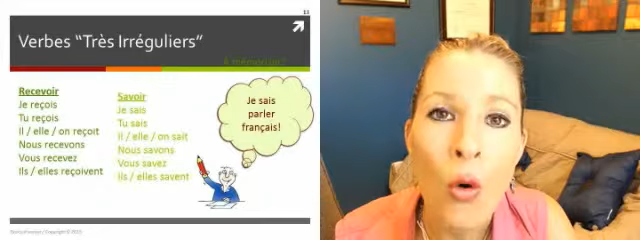 13
Verbes "Très Irréguliers"
À mémoriser!
Recevoir
Je reçois
Tu reçois
Il / elle / on reçoit
Nous recevons
Vous recevez
Ils / elles reçoivent
Savoir
Je sais
Tu sais
Il / elle / on sait
Nous savons
Vous savez
Ils / elles savent
Je sais
parler
français!